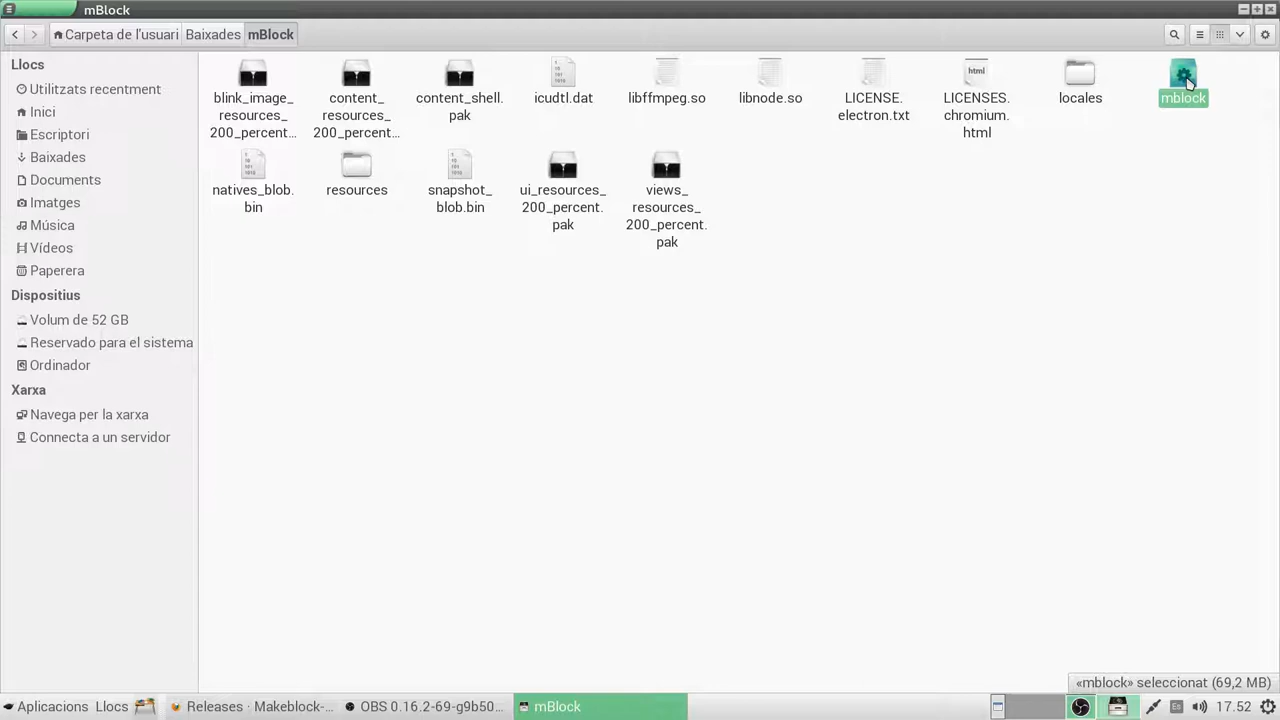 mBlock
Carpeta de l'usuari
Baixades
mBlock
Llocs
Utilitzats recentment
Inici
Escriptori
Baixades
Documents
Imatges
Música
Vídeos
Paperera
Dispositius
Volum de 52 GB
Reservado para el sistema
Ordinador
Xarxa
Navega per la xarxa
Connecta a un servidor
blink_image_
resources_
200_percent...
content_
resources_
200_percent...
content_shell.
pak
icudtl.dat
libffmpeg.so
libnode.so
LICENSE.
electron.txt
LICENSES.
chromium.
html
locales
mblock
natives_blob.
bin
resources
snapshot_
blob.bin
ui_resources_
200_percent.
pak
views_
resources_
200_percent.
pak
«mblock» seleccionat (69,2 MB)
Aplicacions
Llocs
Releases · Makeblock-...
OBS 0.16.2-69-g9b50...
mBlock
Es
17.52